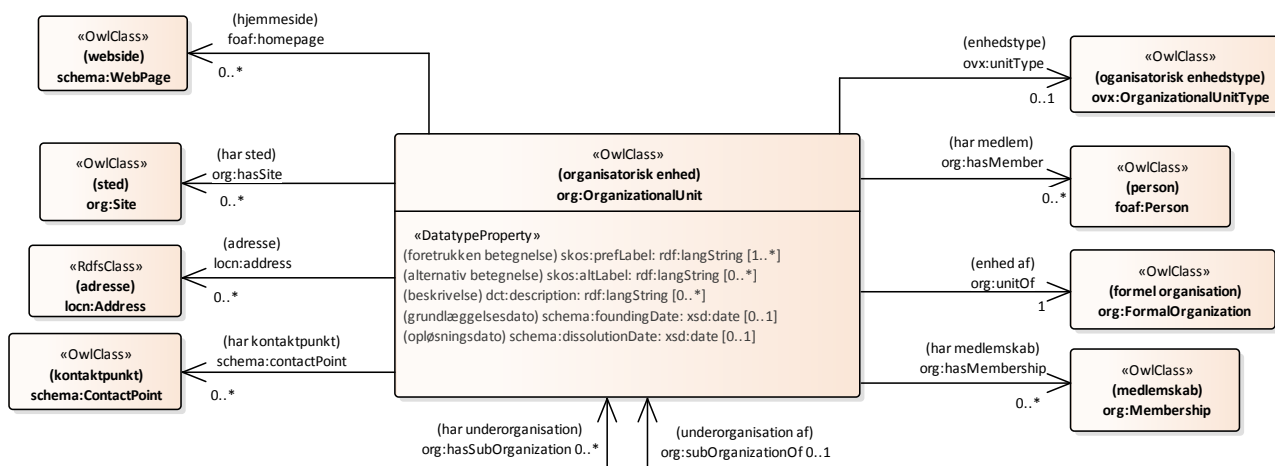 (hjemmeside)
foaf:homepage
0..*
«OwlClass»
(webside)
schema:WebPage
(har sted)
org:hasSite
0..*
«OwlClass»
(sted)
org:Site
(adresse)
locn:address
0..*
«RdfsClass»
(adresse)
locn:Address
(har kontaktpunkt)
schema:contactPoint
0..*
«OwlClass»
(kontaktpunkt)
schema:ContactPoint
«OwlClass»
(organisatorisk enhed)
org:OrganizationalUnit
«DatatypeProperty»
(foretrukken betegnelse) skos:prefLabel: rdf:langString [1..*]
(alternativ betegnelse) skos:altLabel: rdf:langString [0..*]
(beskrivelse) dct:description: rdf:langString [0..*]
(grundlæggelsesdato) schema:foundingDate: xsd:date [0..1]
(opløsningsdato) schema:dissolutionDate: xsd:date [0..1]
(enhedstype)
ovx:unitType
0..1
«OwlClass»
(oganisatorisk enhedstype)
ovx:OrganizationalUnitType
(har medlem)
org:hasMember
0..*
«OwlClass»
(person)
foaf:Person
(enhed af)
org:unitOf
1
«OwlClass»
(formel organisation)
org:FormalOrganization
(har medlemskab)
org:hasMembership
0..*
«OwlClass»
(medlemskab)
org:Membership
(har underorganisation)
org:hasSubOrganization 0..*
(underorganisation af)
org:subOrganizationOf 0..1